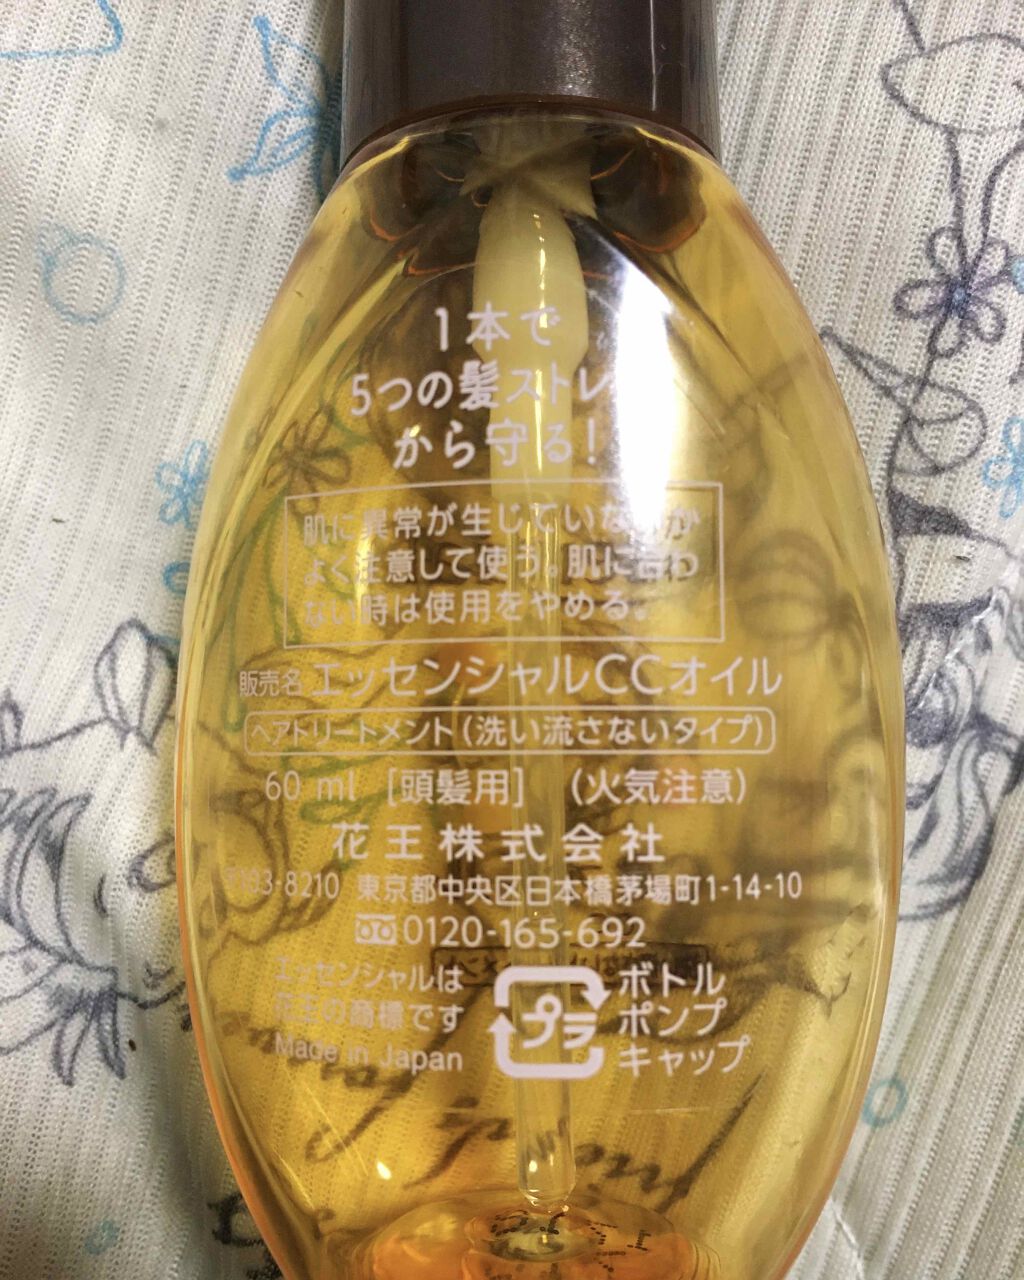 1本で
5つの髪ストレ
から守る!
肌に異常が生じていないか
よく注意して使う。肌に合わ
ない時は使用をやめる。
販売名 エッセンシャルCCオイル
ヘアトリートメント(洗い流さないタイプ)
60 ml [頭髪用] (火気注意)
花王株式会社
〒103-8210 東京都中央区日本橋茅場町1-14-10
0120-165-692
エッセンシャルは
花王の商標です
Made in Japan
プラ
ボトル
ポンプ
キャップ